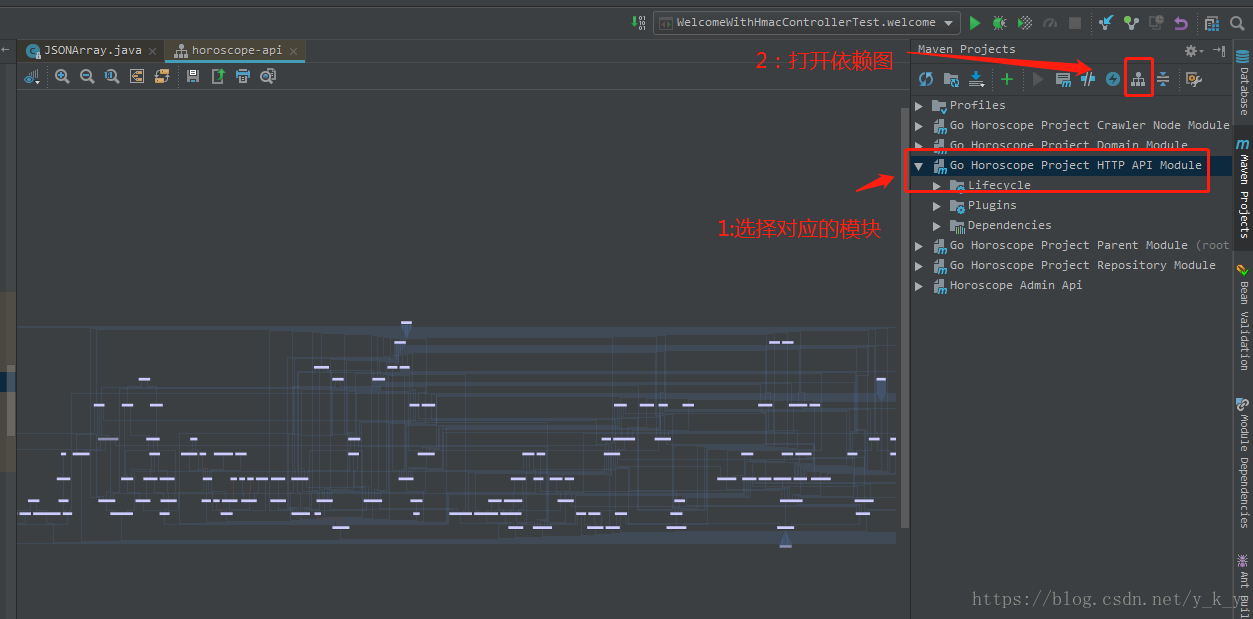 WelcomeWithHmacControllerTest.welcome
JSONArray.java
horoscope-api
Maven Projects
2：打开依赖图
Profiles
Go Horoscope Project Crawler Node Module
Go Horoscope Project Domain Module
Go Horoscope Project HTTP API Module
Lifecycle
Plugins
Dependencies
Go Horoscope Project Parent Module (root
Go Horoscope Project Repository Module
Horoscope Admin Api
1:选择对应的模块
Database
Maven Projects
Bean Validation
Module Dependencies
Ant Buil
https://blog.csdn.net/y_k_y